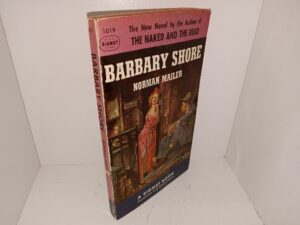 1019
SIGNET
The New Novel by the Author of
THE NAKED AND THE DEAD
BARBARY SHORE
NORMAN MAILER
A SIGNET BOOK
BARBARY SHORE